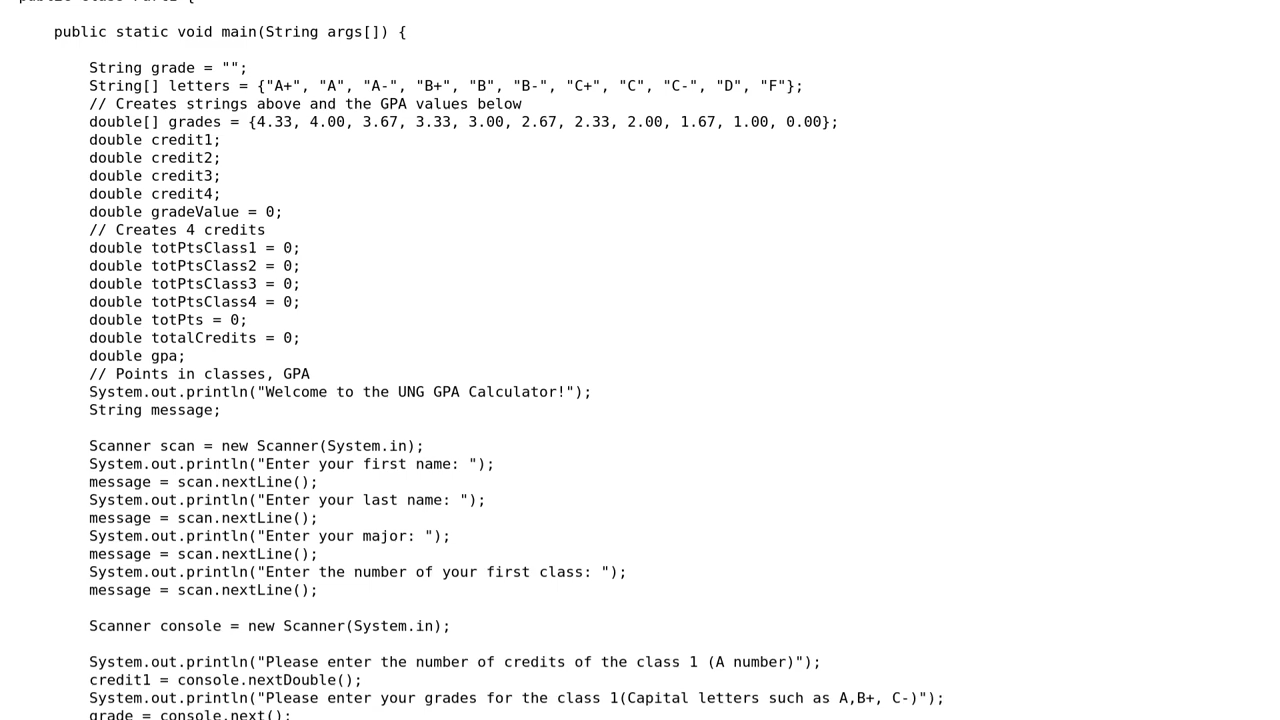 public static void main(String args[]) {
String grade = "";
String[] letters = {"A+", "A", "A-", "B+", "B", "B-", "C+", "C", "C-", "D", "F"};
// Creates strings above and the GPA values below
double[] grades = {4.33, 4.00, 3.67, 3.33, 3.00, 2.67, 2.33, 2.00, 1.67, 1.00, 0.00};
double credit1;
double credit2;
double credit3;
double credit4;
double gradeValue = 0;
// Creates 4 credits
double totPtsClass1 = 0;
double totPtsClass2 = 0;
double totPtsClass3 = 0;
double totPtsClass4 = 0;
double totPts = 0;
double totalCredits = 0;
double gpa;
// Points in classes, GPA
System.out.println("Welcome to the UNG GPA Calculator!");
String message;
Scanner scan = new Scanner(System.in);
System.out.println("Enter your first name: ");
message = scan.nextLine();
System.out.println("Enter your last name: ");
message = scan.nextLine();
System.out.println("Enter your major: ");
message = scan.nextLine();
System.out.println("Enter the number of your first class: ");
message = scan.nextLine();
Scanner console = new Scanner(System.in);
System.out.println("Please enter the number of credits of the class 1 (A number)");
credit1 = console.nextDouble();
System.out.println("Please enter your grades for the class 1(Capital letters such as A,B+, C-)");
grade = console.next();